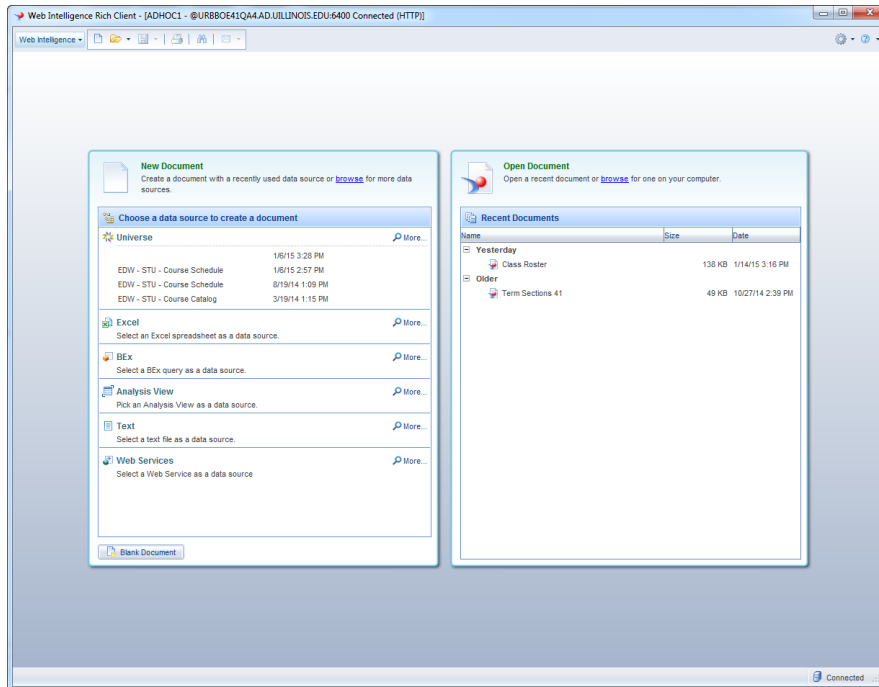 Web Intelligence Rich Client - [ADHOC1 - @URBBOE41QA4.AD.UILLINOIS.EDU:6400 Connected (HTTP)]
Web Intelligence
New Document
Create a document with a recently used data source or browse for more data
sources.
Choose a data source to create a document
Universe More...
1/6/15 3:28 PM
EDW - STU - Course Schedule 1/6/15 2:57 PM
EDW - STU - Course Schedule 8/19/14 1:09 PM
EDW - STU - Course Catalog 3/19/14 1:15 PM
Excel More...
Select an Excel spreadsheet as a data source.
BEx More...
Select a BEx query as a data source.
Analysis View More...
Pick an Analysis View as a data source.
Text More...
Select a text file as a data source.
Web Services More...
Select a Web Service as a data source
Blank Document
Open Document
Open a recent document or browse for one on your computer.
Recent Documents
Name Size Date
Yesterday
Class Roster 138 KB 1/14/15 3:16 PM
Older
Term Sections 41 49 KB 10/27/14 2:39 PM
Connected